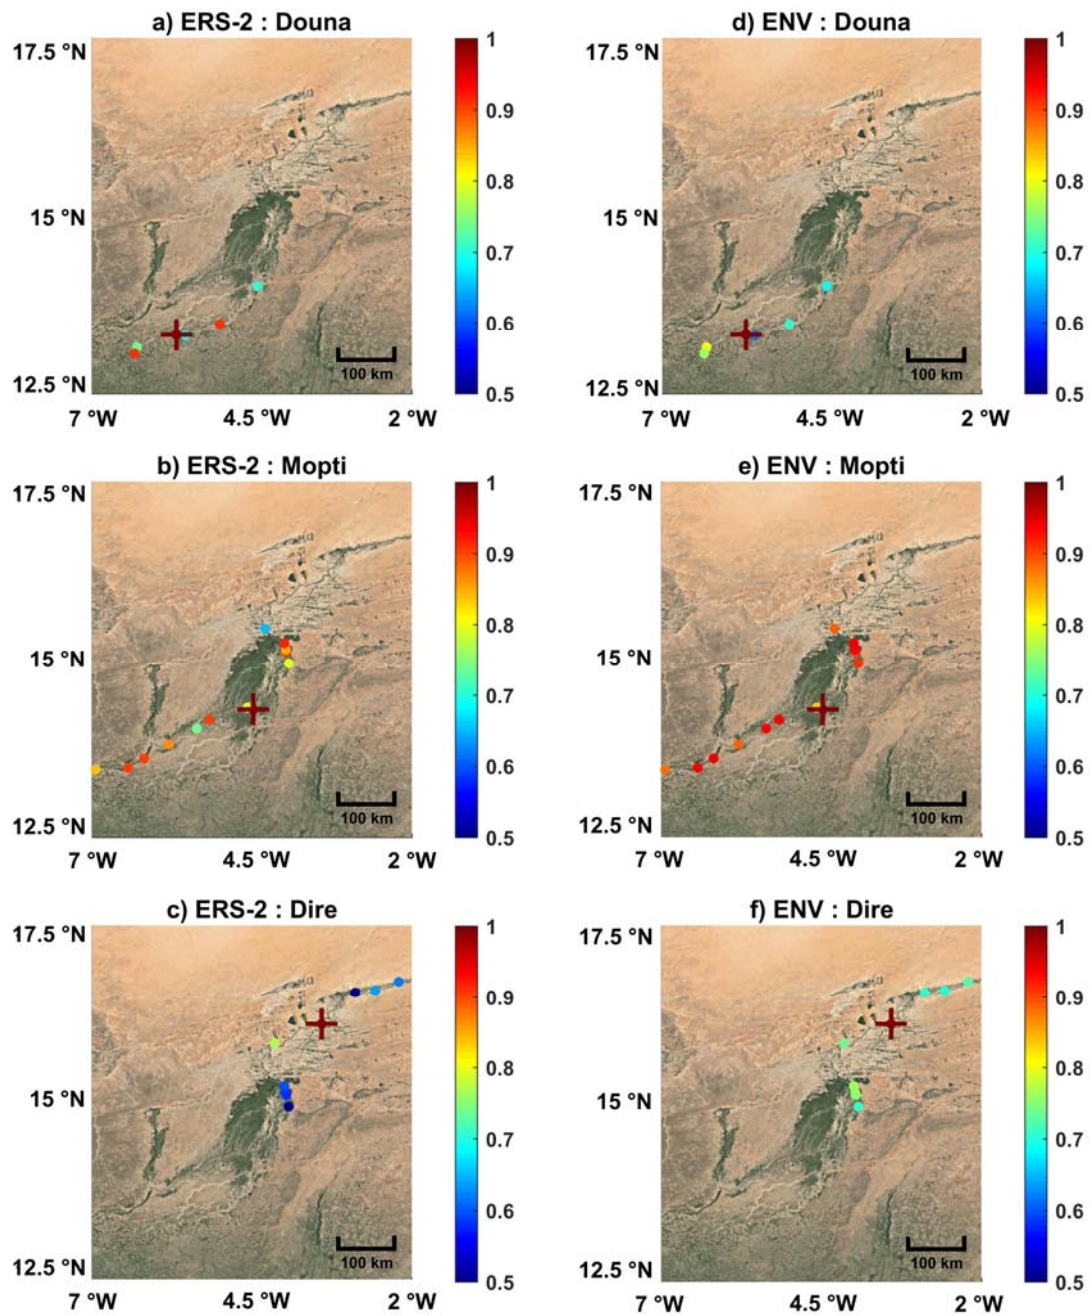 a) ERS-2 : Douna
17.5 °N
15 °N
12.5 °N
7 °W
4.5 °W
2 °W
100 km
1
0.9
0.8
0.7
0.6
0.5
d) ENV : Douna
17.5 °N
15 °N
12.5 °N
7 °W
4.5 °W
2 °W
100 km
1
0.9
0.8
0.7
0.6
0.5
b) ERS-2 : Mopti
17.5 °N
15 °N
12.5 °N
7 °W
4.5 °W
2 °W
100 km
1
0.9
0.8
0.7
0.6
0.5
e) ENV : Mopti
17.5 °N
15 °N
12.5 °N
7 °W
4.5 °W
2 °W
100 km
1
0.9
0.8
0.7
0.6
0.5
c) ERS-2 : Dire
17.5 °N
15 °N
12.5 °N
7 °W
4.5 °W
2 °W
100 km
1
0.9
0.8
0.7
0.6
0.5
f) ENV : Dire
17.5 °N
15 °N
12.5 °N
7 °W
4.5 °W
2 °W
100 km
1
0.9
0.8
0.7
0.6
0.5